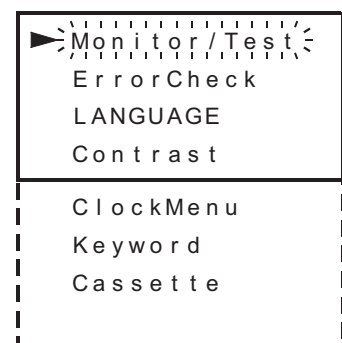 Monitor/Test
ErrorCheck
LANGUAGE
Contrast
ClockMenu
Keyword
Cassette